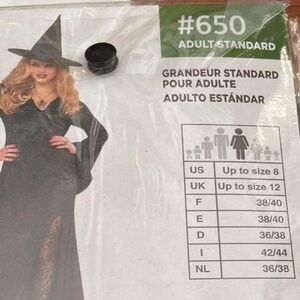 #650
ADULT STANDARD
GRANDEUR STANDARD
POUR ADULTE
ADULTO ESTÁNDAR
US Up to size 8
UK Up to size 12
F 38/40
E 38/40
D 36/38
I 42/44
NL 36/38